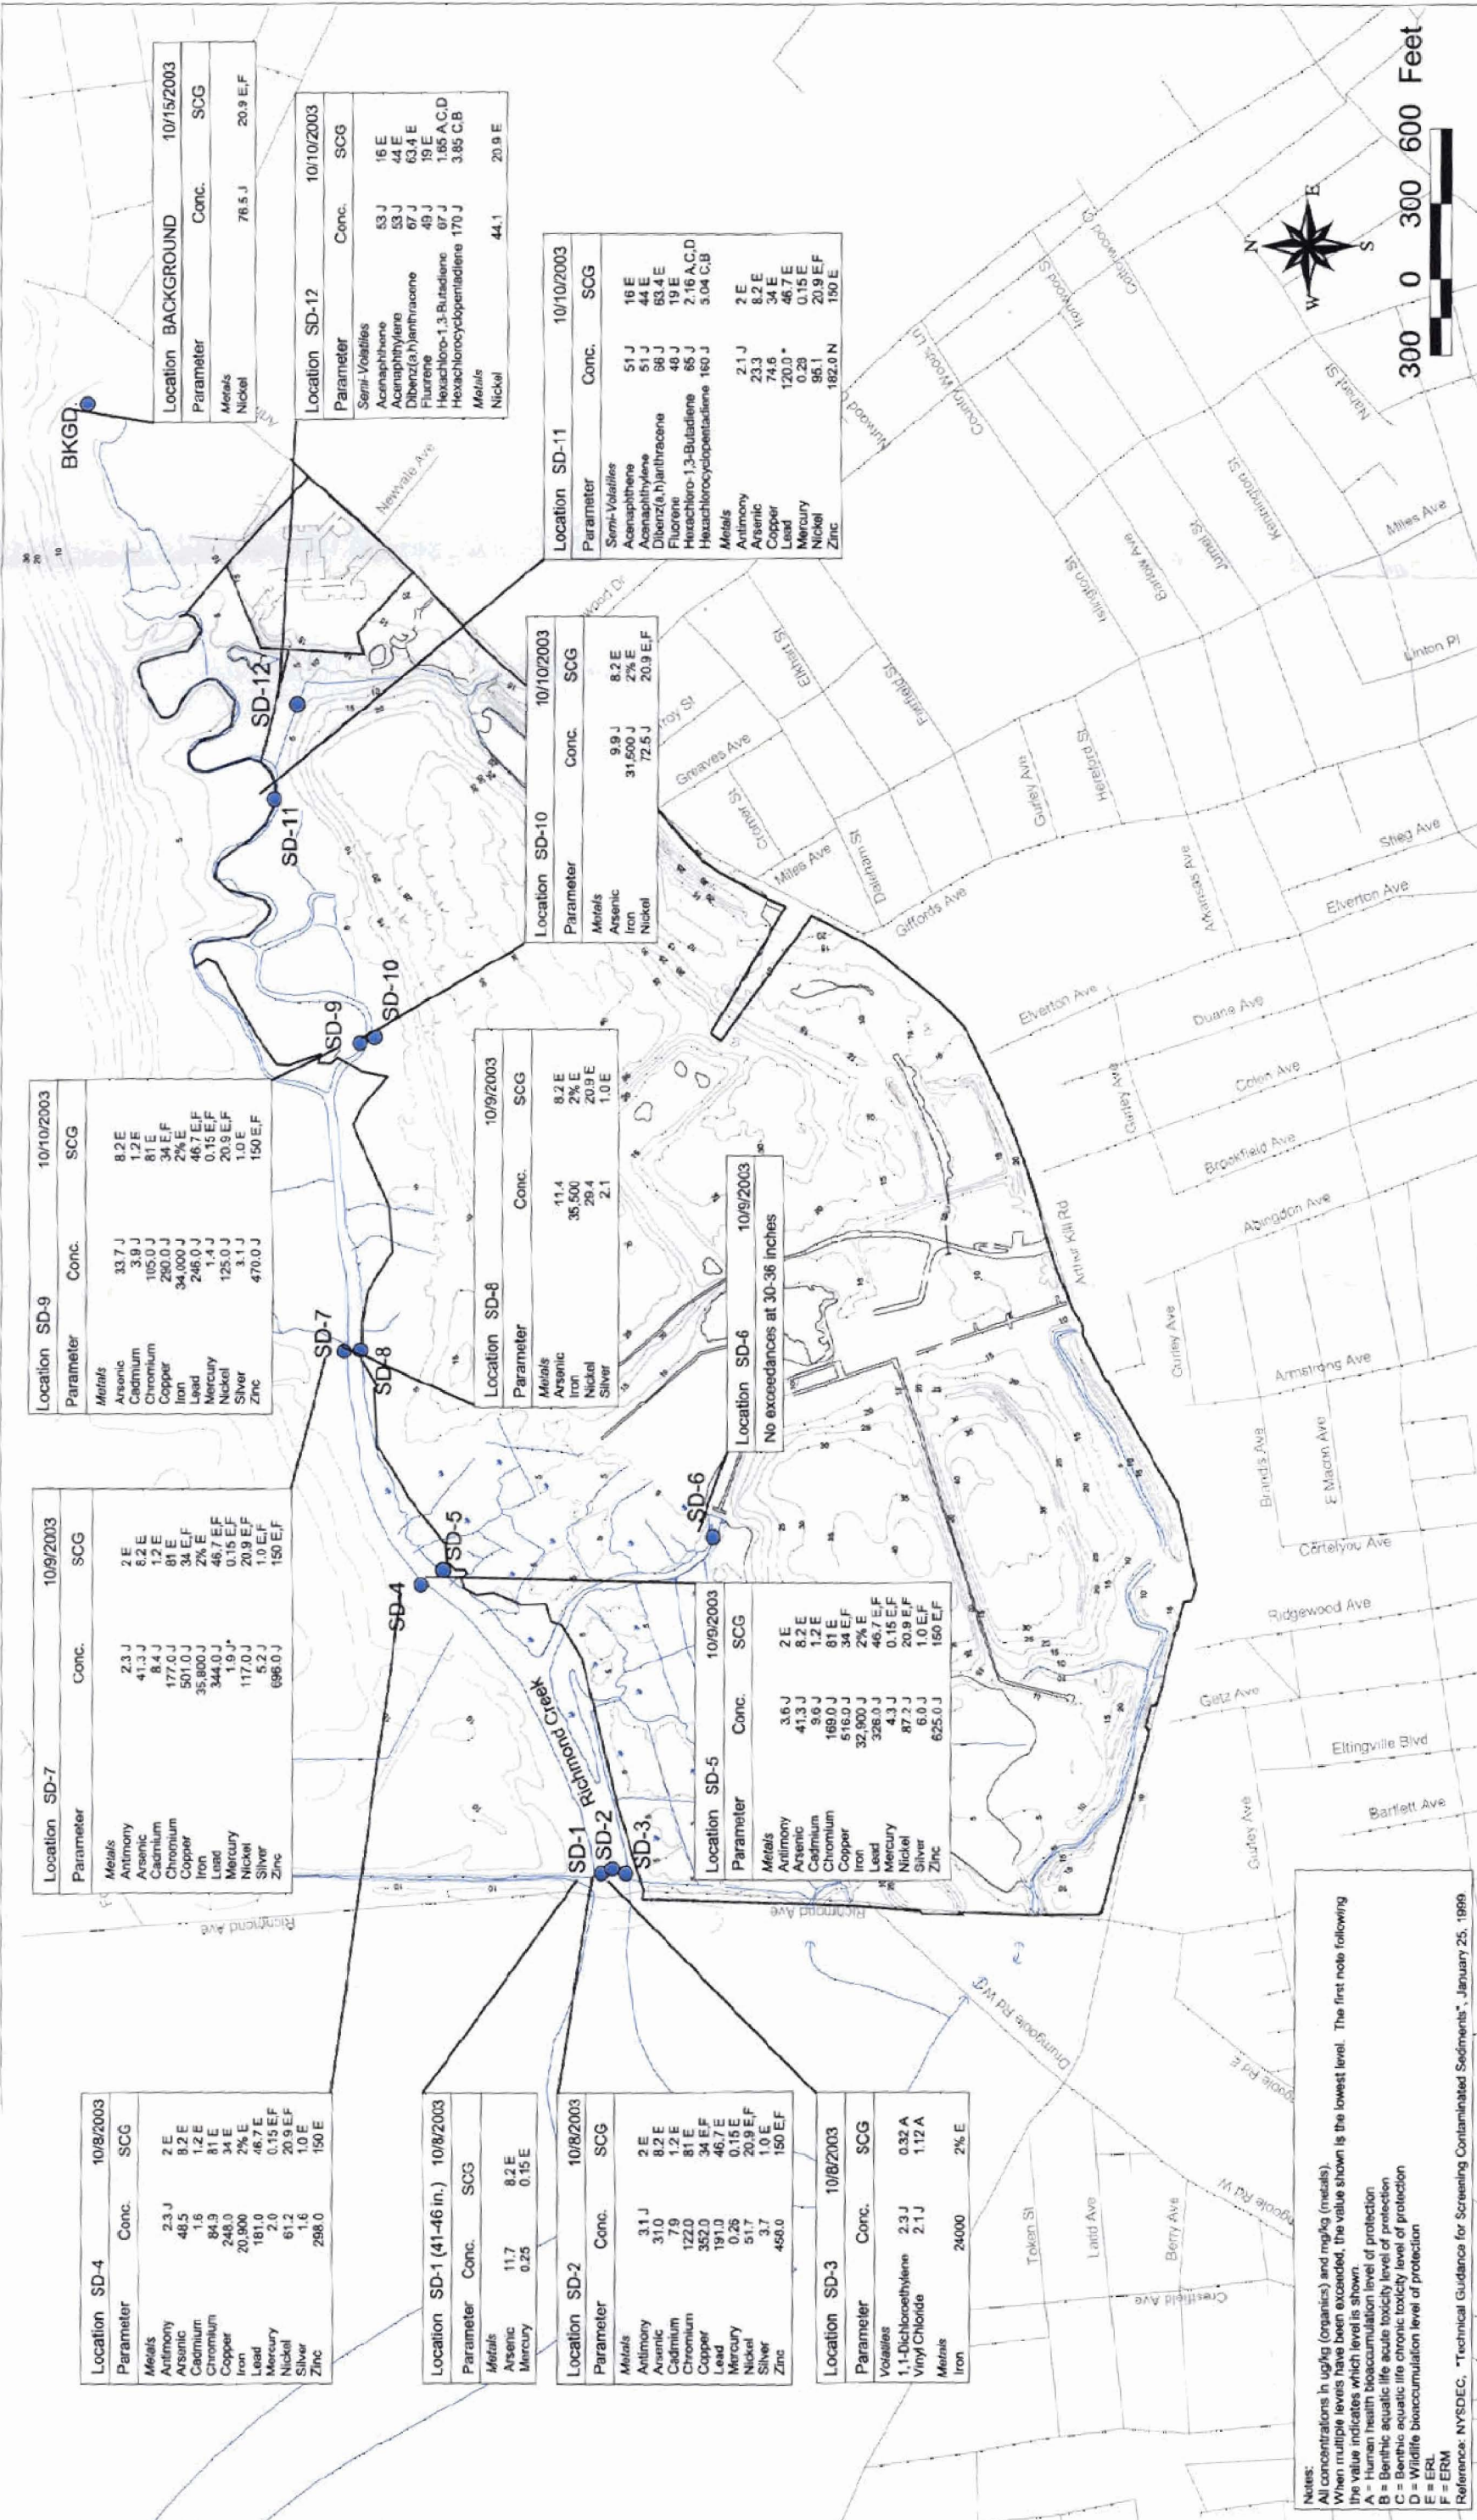 Location SD-4 10/8/2003
Parameter Conc. SCG
Metals
Antimony 2.3 J 2 E
Arsenic 48.5 8.2 E
Cadmium 1.6 1.2 E
Chromium 84.9 81 E
Copper 248.0 34 E
Iron 20,900 2% E
Lead 181.0 46.7 E
Mercury 2.0 0.15 E,F
Nickel 61.2 20.9 E,F
Silver 1.6 1.0 E
Zinc 298.0 150 E
Location SD-1 (41-46 in.) 10/8/2003
Parameter Conc. SCG
Metals
Arsenic 11.7 8.2 E
Mercury 0.25 0.15 E
Location SD-2 10/8/2003
Parameter Conc. SCG
Metals
Antimony 3.1 J 2 E
Arsenic 31.0 8.2 E
Cadmium 7.9 1.2 E
Chromium 122.0 81 E
Copper 352.0 34 E,F
Lead 191.0 46.7 E
Mercury 0.26 0.15 E
Nickel 51.7 20.9 E,F
Silver 3.7 1.0 E
Zinc 458.0 150 E,F
Location SD-3 10/8/2003
Parameter Conc. SCG
Volatiles
1,1-Dichloroethylene 2.3 J 0.32 A
Vinyl Chloride 2.1 J 1.12 A
Metals
Iron 24000 2% E
Location SD-7 10/9/2003
Parameter Conc. SCG
Metals
Antimony 2.3 J 2 E
Arsenic 41.3 J 8.2 E
Cadmium 8.4 J 1.2 E
Chromium 177.0 J 81 E
Copper 501.0 J 34 E,F
Iron 35,800 J 2% E
Lead 344.0 J 46.7 E,F
Mercury 1.9 J* 0.15 E,F
Nickel 117.0 J 20.9 E,F
Silver 5.2 J 1.0 E,F
Zinc 696.0 J 150 E,F
Location SD-9 10/10/2003
Parameter Conc. SCG
Metals
Arsenic 33.7 J 8.2 E
Cadmium 3.9 J 1.2 E
Chromium 105.0 J 81 E
Copper 290.0 J 34 E,F
Iron 34,000 J 2% E
Lead 246.0 J 46.7 E,F
Mercury 1.4 J 0.15 E,F
Nickel 125.0 J 20.9 E,F
Silver 3.1 J 1.0 E
Zinc 470.0 J 150 E,F
Location SD-5 10/9/2003
Parameter Conc. SCG
Metals
Antimony 3.6 J 2 E
Arsenic 41.3 J 8.2 E
Cadmium 9.6 J 1.2 E
Chromium 169.0 J 81 E
Copper 516.0 J 34 E,F
Iron 32,900 J 2% E
Lead 326.0 J 46.7 E,F
Mercury 4.3 J 0.15 E,F
Nickel 87.2 J 20.9 E,F
Silver 6.0 J 1.0 E,F
Zinc 625.0 J 150 E,F
Location SD-6 10/9/2003
No exceedances at 30-36 inches
Location SD-8 10/9/2003
Parameter Conc. SCG
Metals
Arsenic 11.4 8.2 E
Iron 35,500 2% E
Nickel 29.4 20.9 E
Silver 2.1 1.0 E
Location SD-10 10/10/2003
Parameter Conc. SCG
Metals
Arsenic 9.9 J 8.2 E
Iron 31,600 J 2% E
Nickel 72.5 J 20.9 E,F
Location SD-11 10/10/2003
Parameter Conc. SCG
Semi-Volatiles
Acenaphthene 51 J 16 E
Acenaphthylene 51 J 44 E
Dibenz(a,h)anthracene 66 J 63.4 E
Fluorene 48 J 19 E
Hexachloro-1,3-Butadiene 65 J 2.16 A,C,D
Hexachlorocyclopentadiene 160 J 5.04 C,B
Metals
Antimony 2.1 J 2 E
Arsenic 23.3 8.2 E
Copper 74.6 34 E
Lead 120.0 * 46.7 E
Mercury 0.28 0.15 E
Nickel 95.1 20.9 E,F
Zinc 182.0 N 150 E
Location SD-12 10/10/2003
Parameter Conc. SCG
Semi-Volatiles
Acenaphthene 53 J 16 E
Acenaphthylene 53 J 44 E
Dibenz(a,h)anthracene 67 J 63.4 E
Fluorene 49 J 19 E
Hexachloro-1,3-Butadiene 67 J 1.65 A,C,D
Hexachlorocyclopentadiene 170 J 3.85 C,B
Metals
Nickel 44.1 20.9 E
Location BACKGROUND 10/15/2003
Parameter Conc. SCG
Metals
Nickel 76.5 J 20.9 E,F
BKGD
SD-12
SD-11
SD-10
SD-9
SD-7
SD-8
SD-5
SD-4
SD-6
Richmond Creek
SD-1
SD-2
SD-3
Richmond Ave
Richmond Ave
Newvale Ave
Arthur Kill Rd
Drumgoole Rd W
Token St
Ladd Ave
Berry Ave
Crestfield Ave
Gurley Ave
Bartlett Ave
Eltingville Blvd
Getz Ave
Ridgewood Ave
Cortelyou Ave
E Macon Ave
Brandis Ave
Armstrong Ave
Gurley Ave
Abingdon Ave
Brookfield Ave
Colon Ave
Gurley Ave
Duane Ave
Elverton Ave
Giffords Ave
Dalnham St
Miles Ave
Cromer St
Greaves Ave
Elkhart St
Fairfield St
Gurley Ave
Hereford St
Arkansas Ave
Elverton Ave
Stieg Ave
Linton Pl
Miles Ave
Islington St
Barlow Ave
Jumel St
Kennington St
Nahant St
Country Woods Ln
Ironwood St
Cottonwood Ct
N
W E
S
300 0 300 600 Feet
Notes:
All concentrations in ug/kg (organics) and mg/kg (metals).
When multiple levels have been exceeded, the value shown is the lowest level. The first note following
the value indicates which level is shown.
A = Human health bioaccumulation level of protection
B = Benthic aquatic life acute toxicity level of protection
C = Benthic aquatic life chronic toxicity level of protection
D = Wildlife bioaccumulation level of protection
E = ERL
F = ERM
Reference: NYSDEC, "Technical Guidance for Screening Contaminated Sediments", January 25, 1999